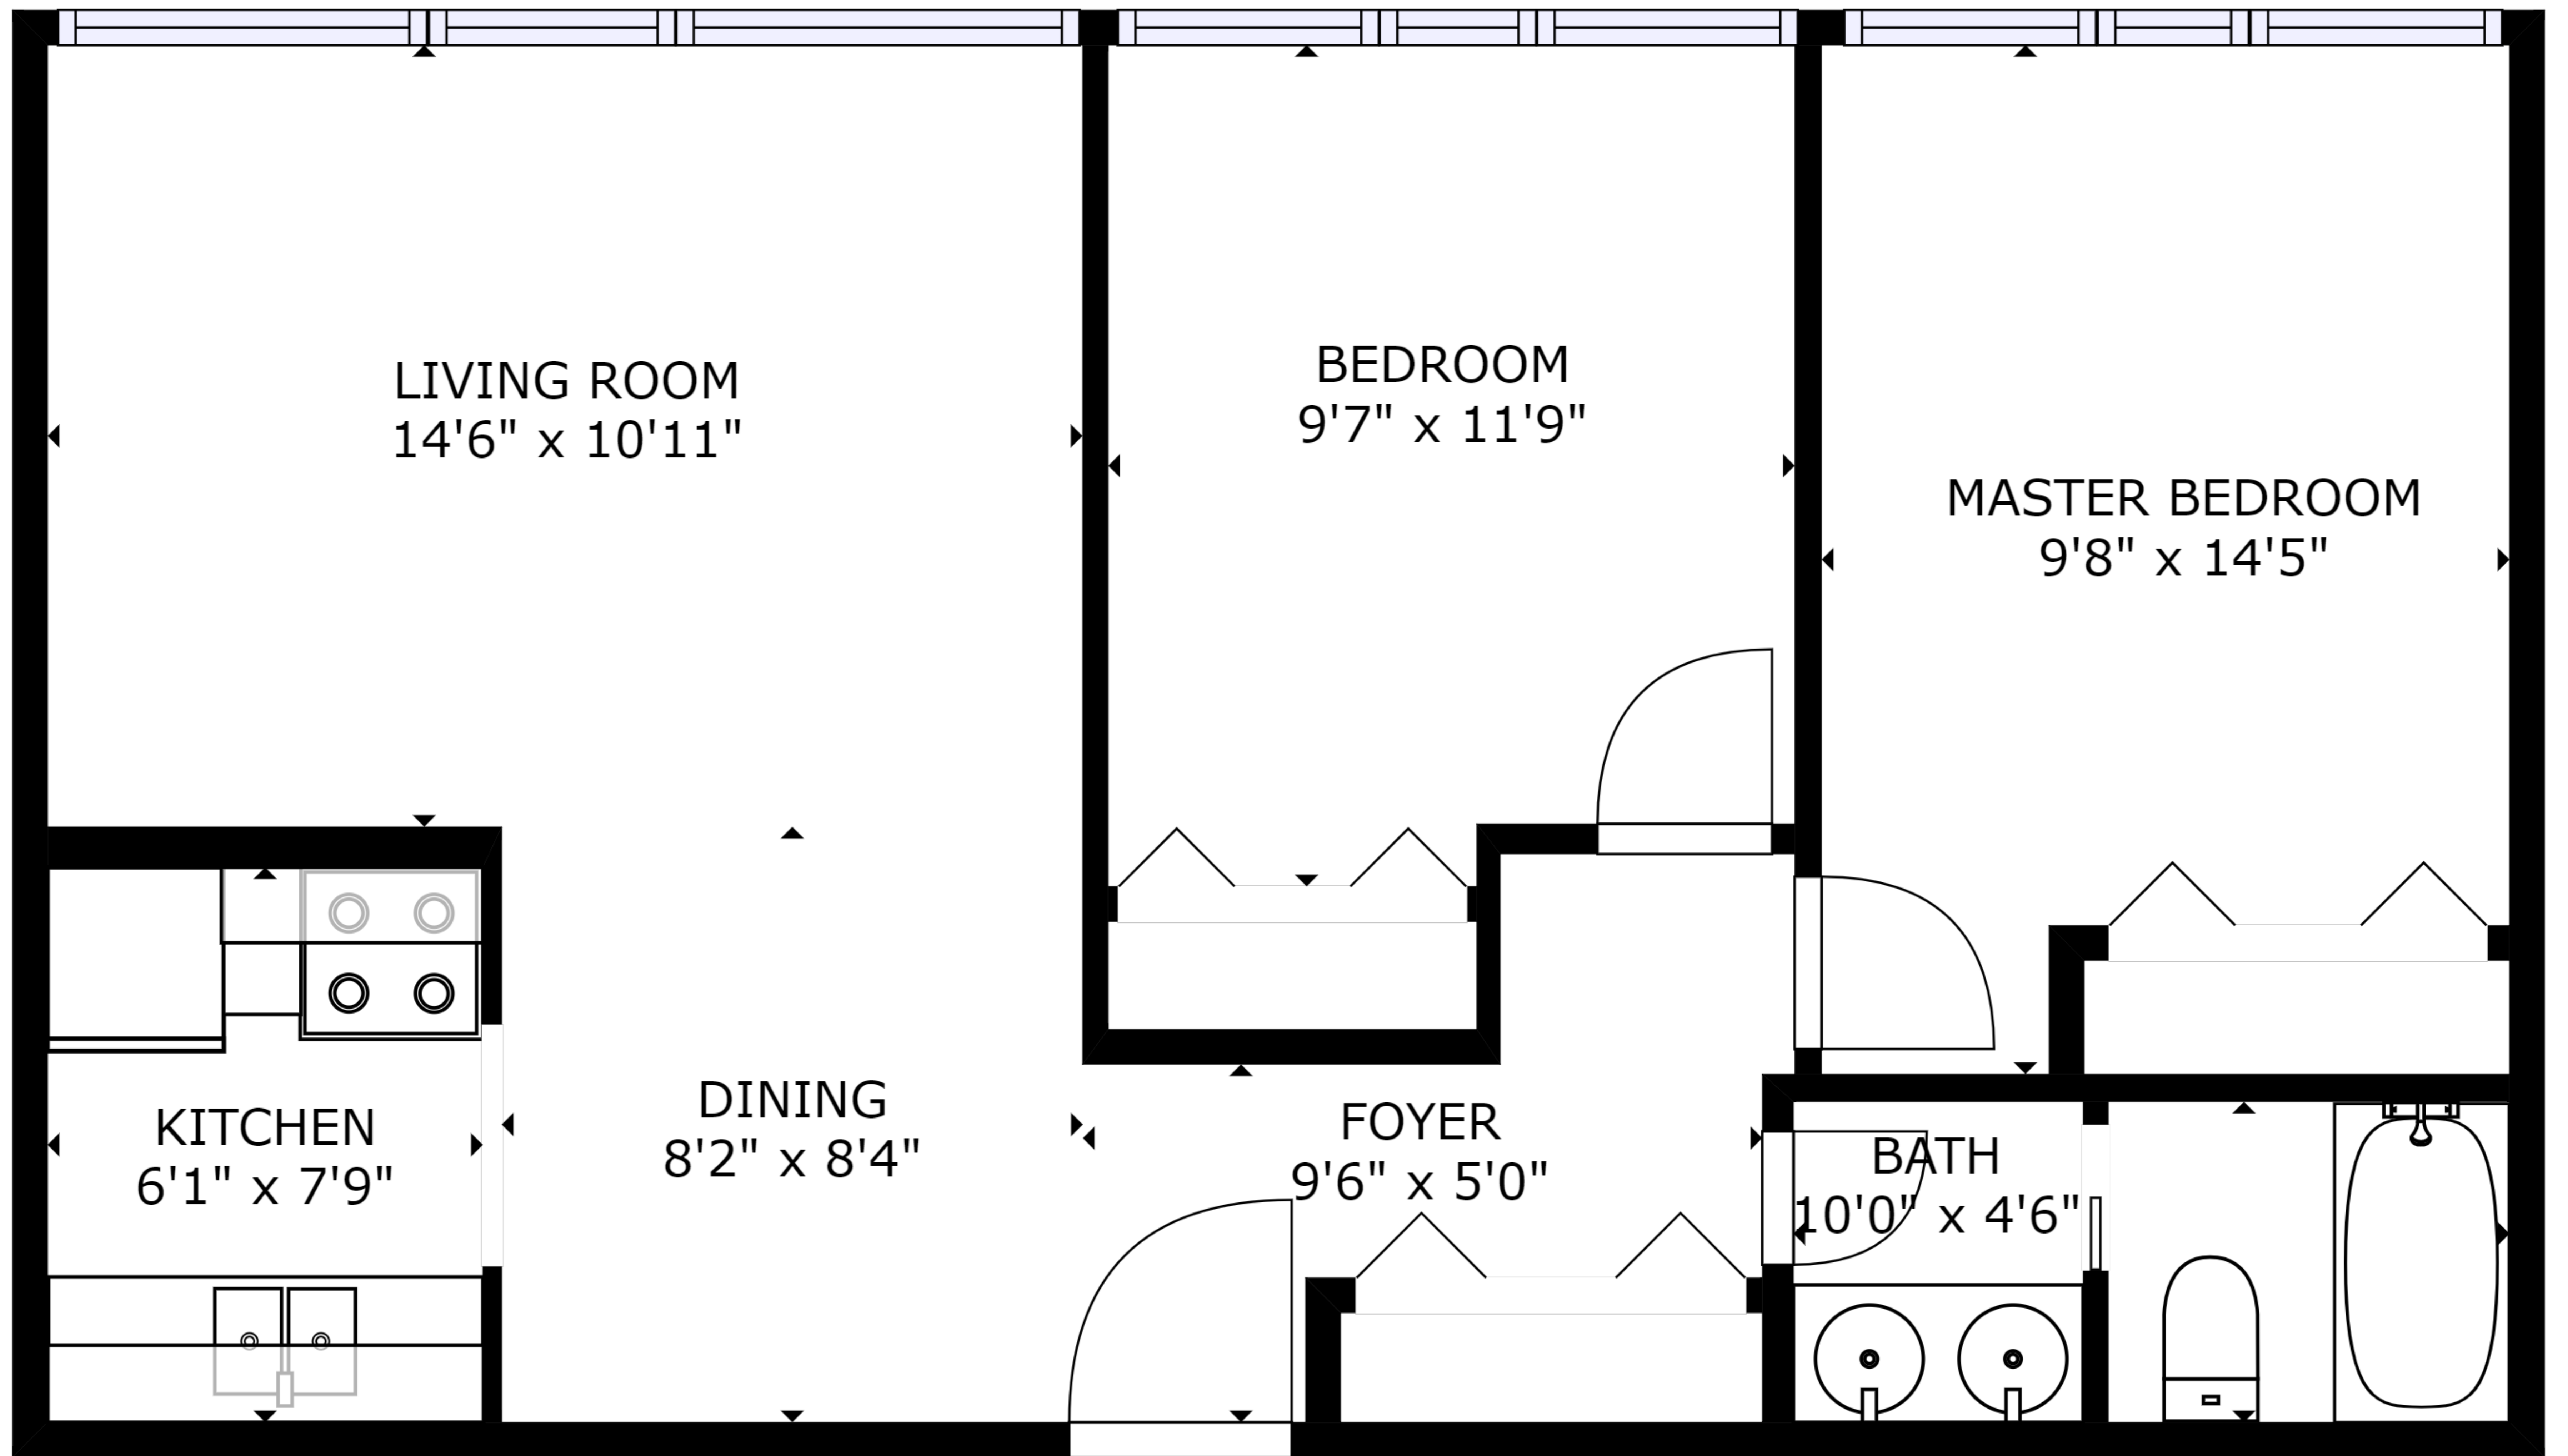 LIVING ROOM
14'6" x 10'11"
BEDROOM
9'7" x 11'9"
MASTER BEDROOM
9'8" x 14'5"
KITCHEN
6'1" x 7'9"
DINING
8'2" x 8'4"
FOYER
9'6" x 5'0"
BATH
10'0" x 4'6"